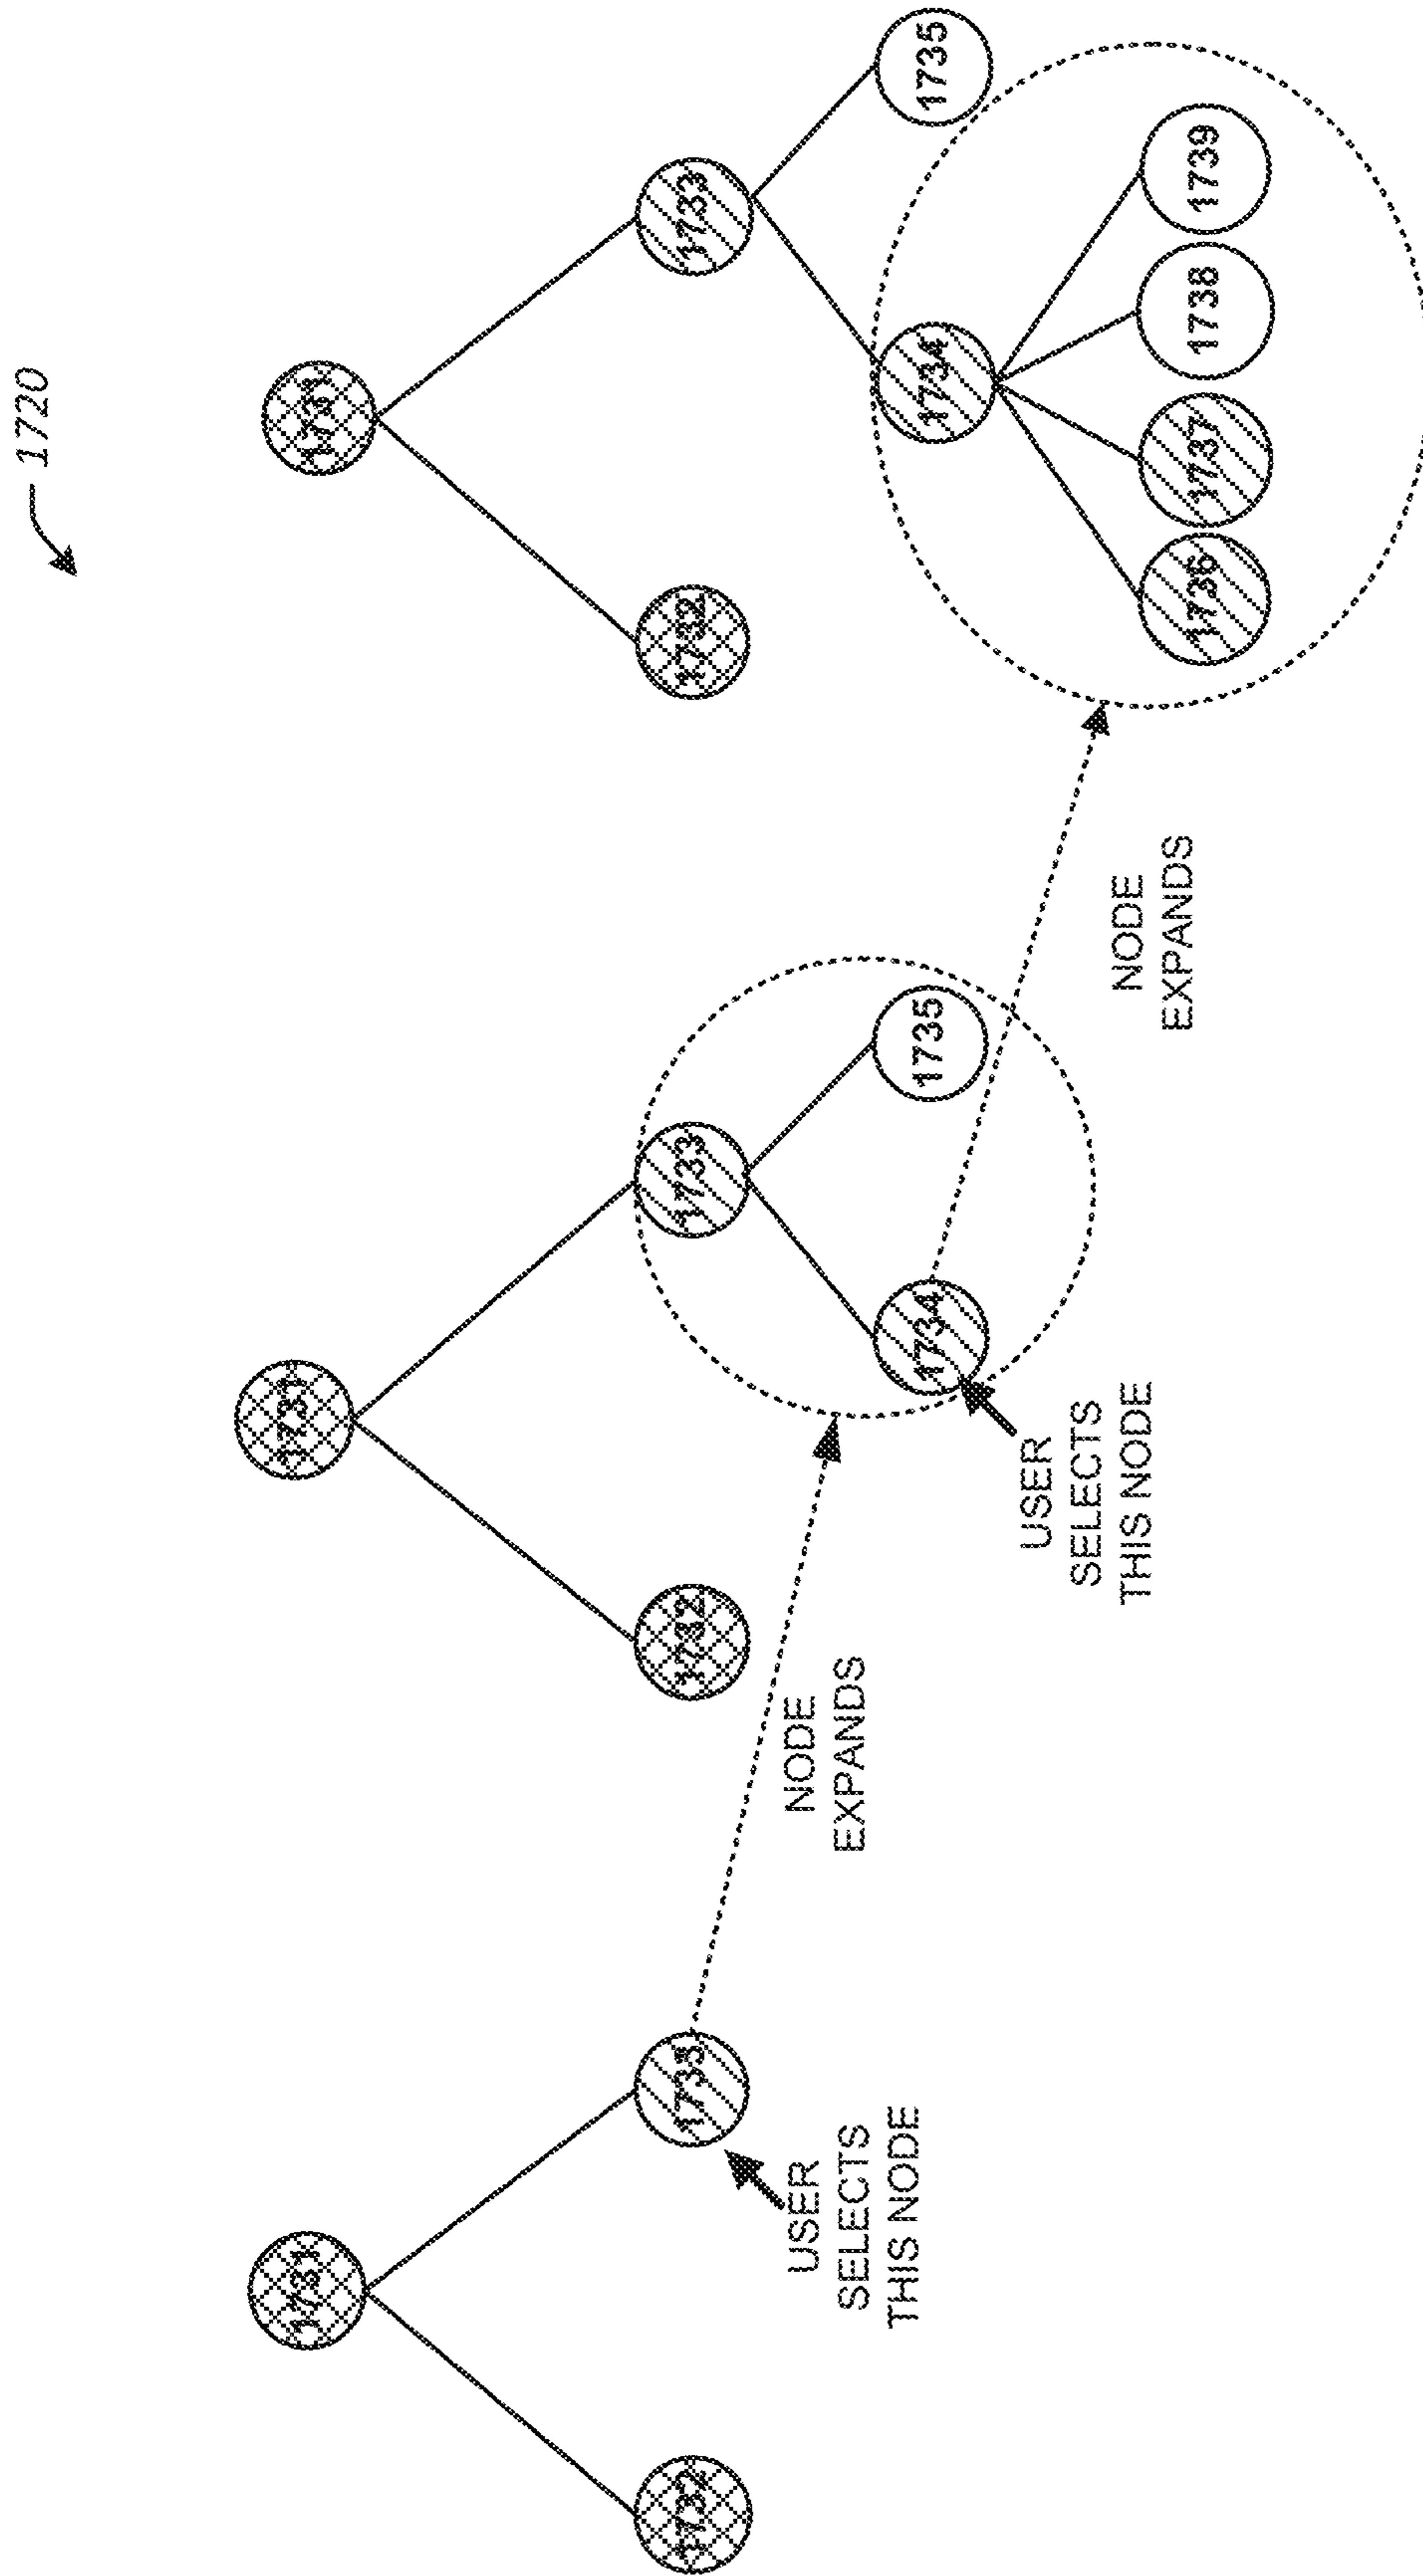 1720
1731
1732
1733
USER
SELECTS
THIS NODE
NODE
EXPANDS
1731
1732
1733
1734
1735
USER
SELECTS
THIS NODE
NODE
EXPANDS
1731
1732
1733
1734
1735
1736
1737
1738
1739